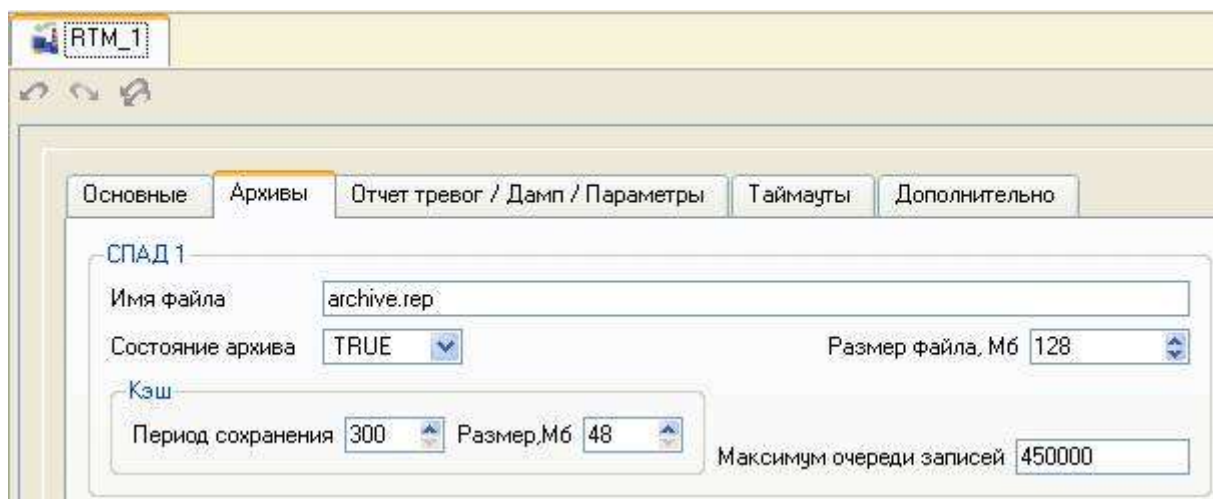 RTM_1
Основные Архивы Отчет тревог / Дамп / Параметры Таймауты Дополнительно
СПАД 1
Имя файла archive.rep
Состояние архива TRUE Размер файла, Мб 128
Кэш
Период сохранения 300 Размер,Мб 48
Максимум очереди записей 450000